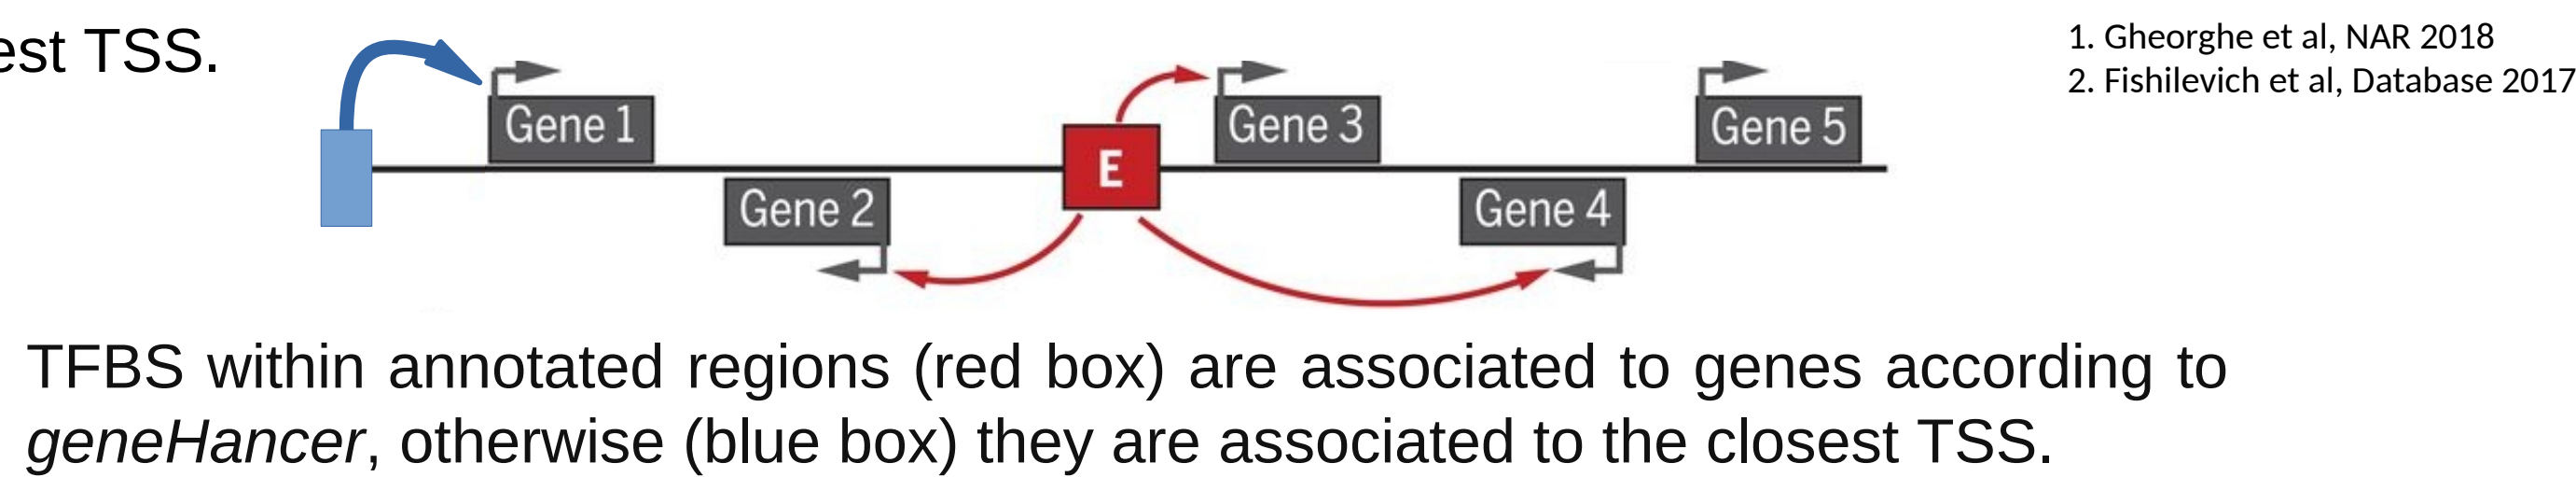 est TSS.
1. Gheorghe et al, NAR 2018
2. Fishilevich et al, Database 2017
Gene 1
Gene 3
Gene 5
E
Gene 2
Gene 4
TFBS within annotated regions (red box) are associated to genes according to
geneHancer, otherwise (blue box) they are associated to the closest TSS.